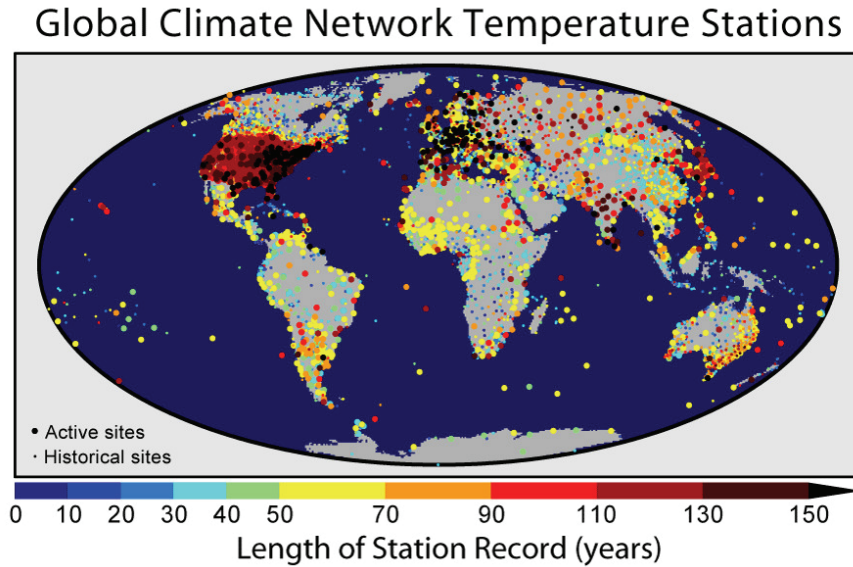 Global Climate Network Temperature Stations
• Active sites
· Historical sites
0 10 20 30 40 50 70 90 110 130 150
Length of Station Record (years)